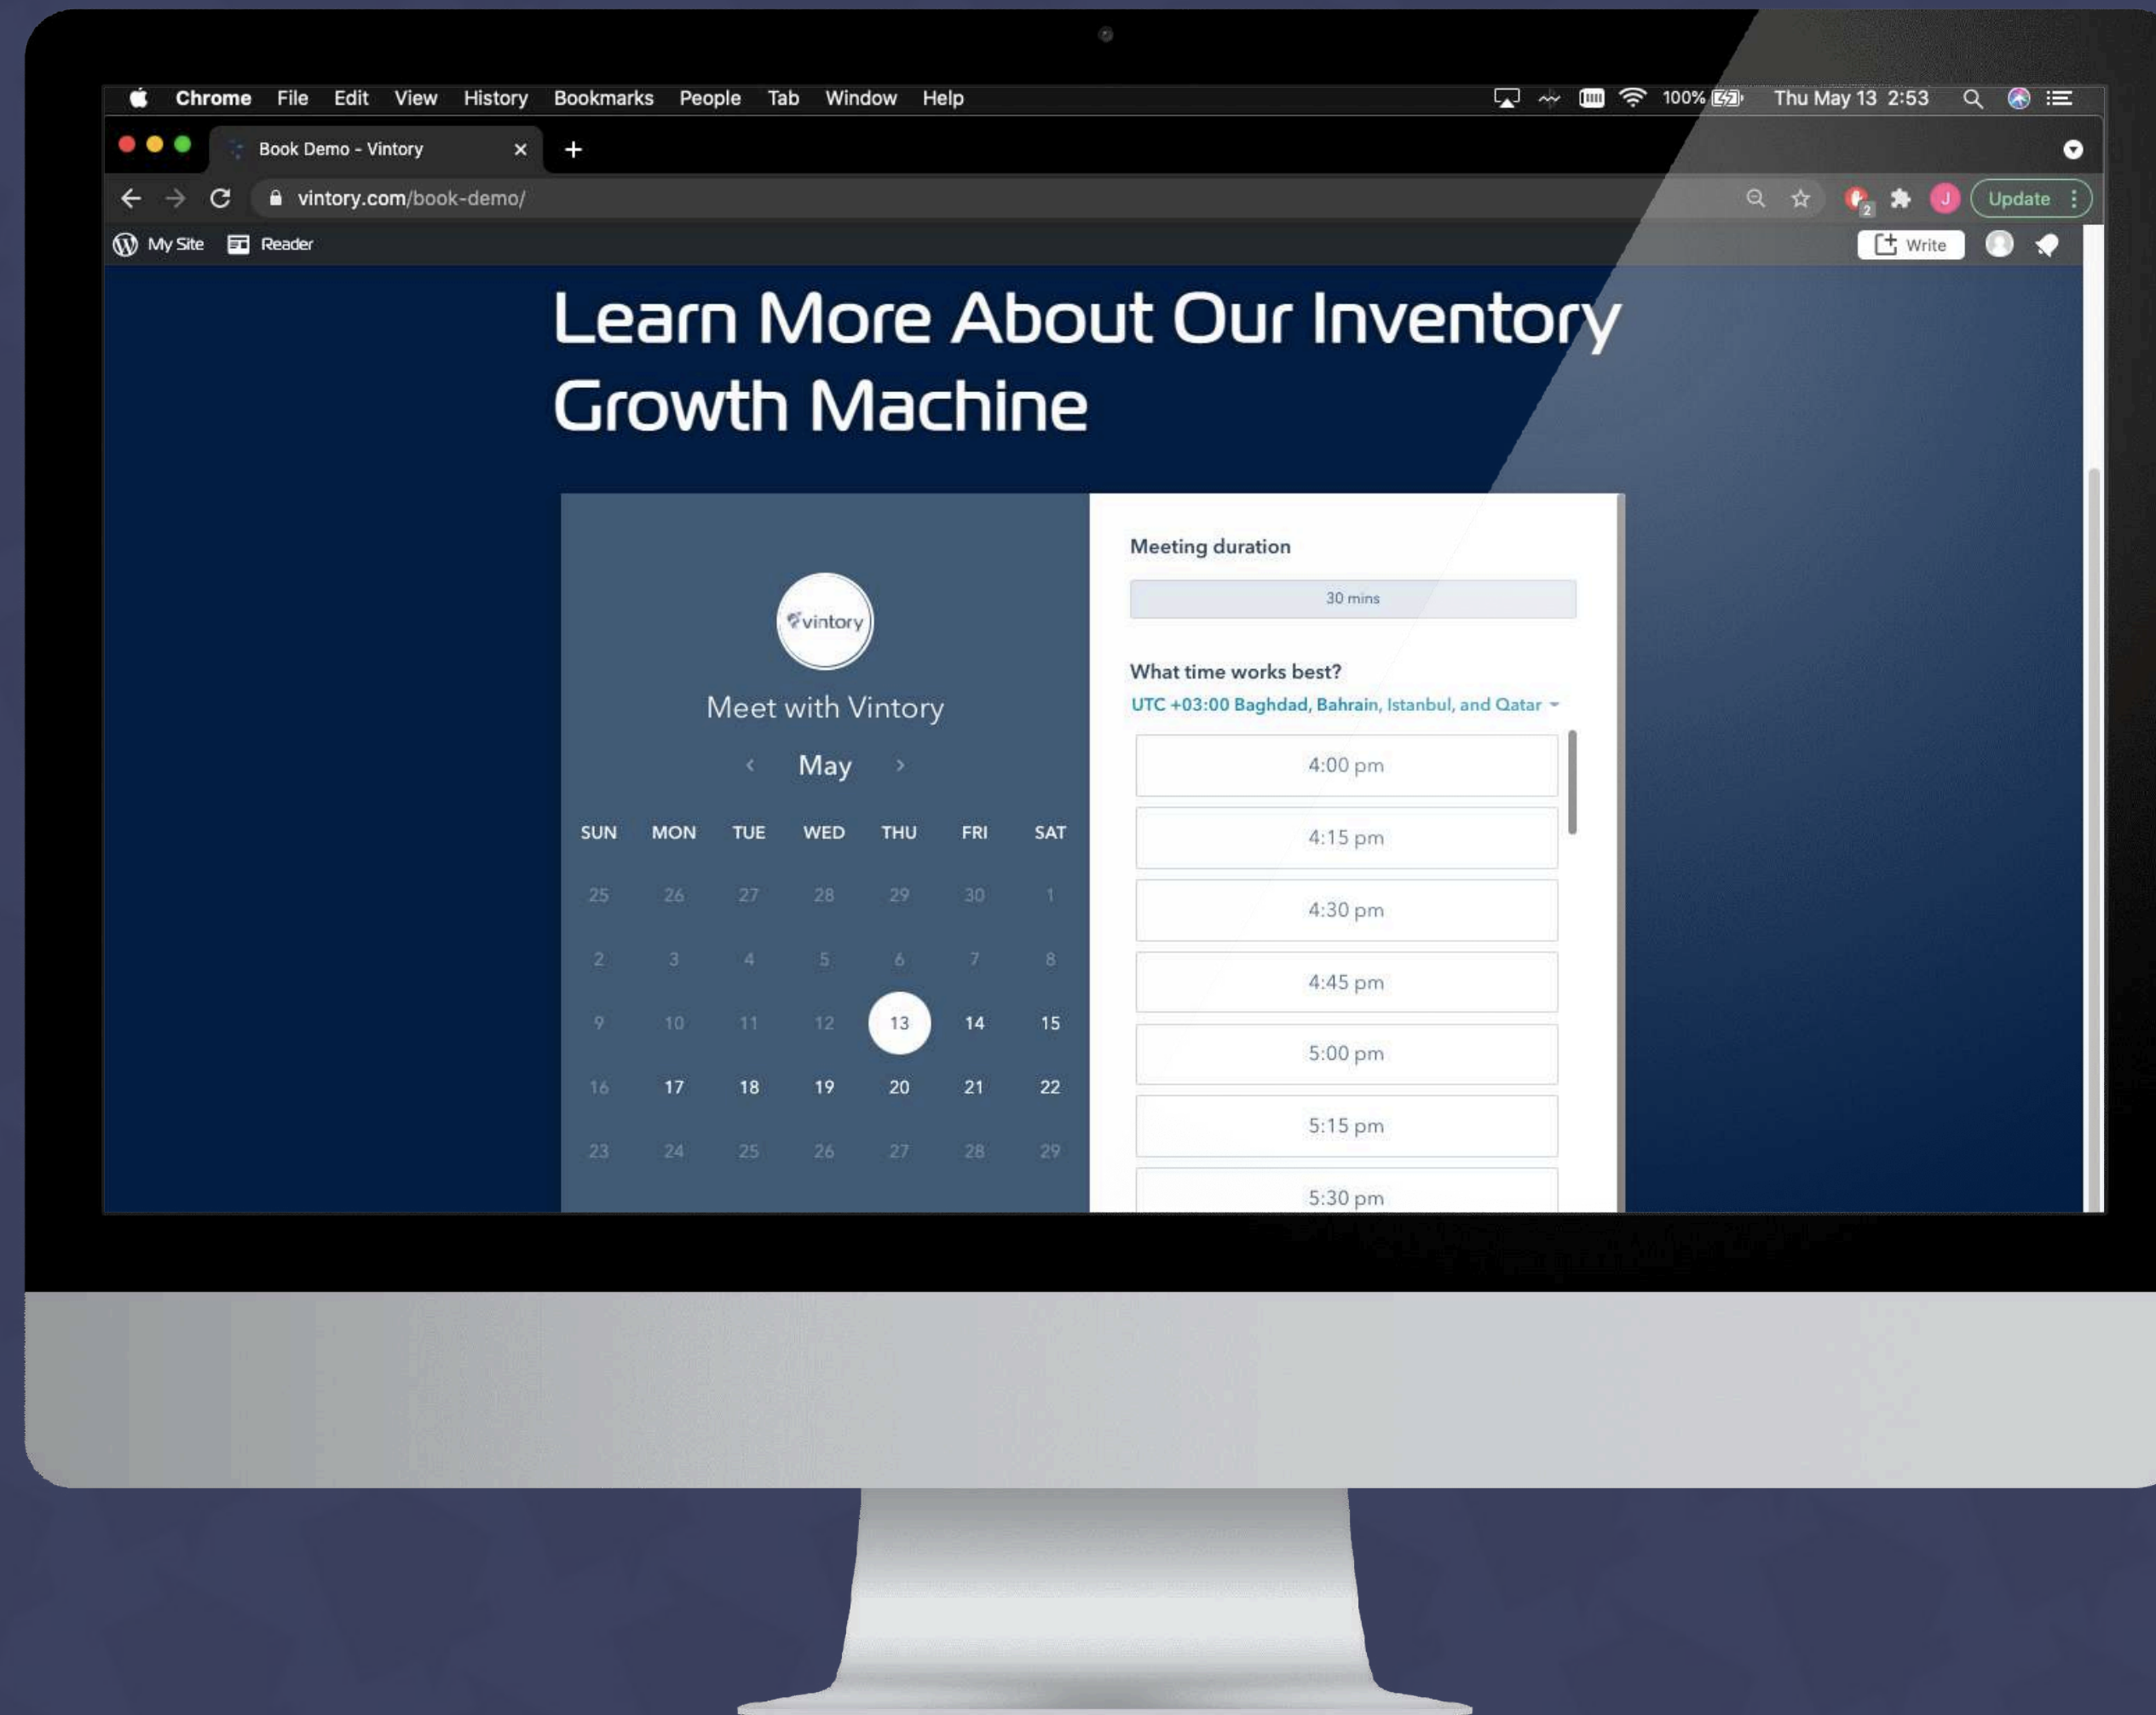 Chrome File Edit View History Bookmarks People Tab Window Help 100% Thu May 13 2:53
Book Demo - Vintory
vintory.com/book-demo/
2 J Update
My Site Reader Write
Learn More About Our Inventory
Growth Machine
vintory
Meet with Vintory
May
SUN MON TUE WED THU FRI SAT
25 26 27 28 29 30 1
2 3 4 5 6 7 8
9 10 11 12 13 14 15
16 17 18 19 20 21 22
23 24 25 26 27 28 29
Meeting duration
30 mins
What time works best?
UTC +03:00 Baghdad, Bahrain, Istanbul, and Qatar
4:00 pm
4:15 pm
4:30 pm
4:45 pm
5:00 pm
5:15 pm
5:30 pm